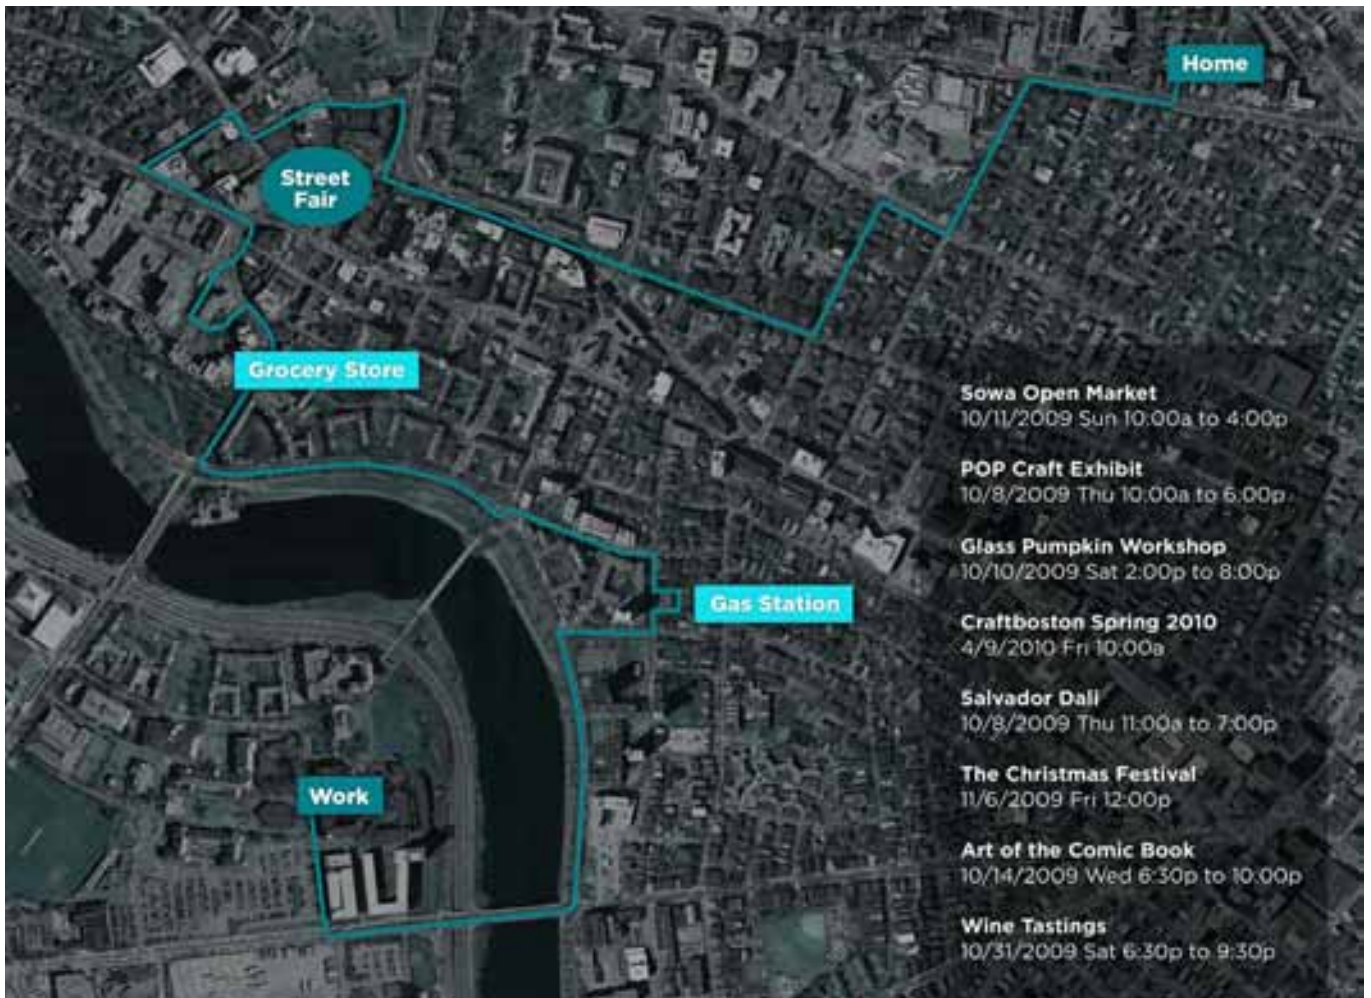 Home
Street
Fair
Grocery Store
Gas Station
Work
Sowa Open Market
10/11/2009 Sun 10:00a to 4:00p
POP Craft Exhibit
10/8/2009 Thu 10:00a to 6:00p
Glass Pumpkin Workshop
10/10/2009 Sat 2:00p to 8:00p
Craftboston Spring 2010
4/9/2010 Fri 10:00a
Salvador Dali
10/8/2009 Thu 11:00a to 7:00p
The Christmas Festival
11/6/2009 Fri 12:00p
Art of the Comic Book
10/14/2009 Wed 6:30p to 10:00p
Wine Tastings
10/31/2009 Sat 6:30p to 9:30p